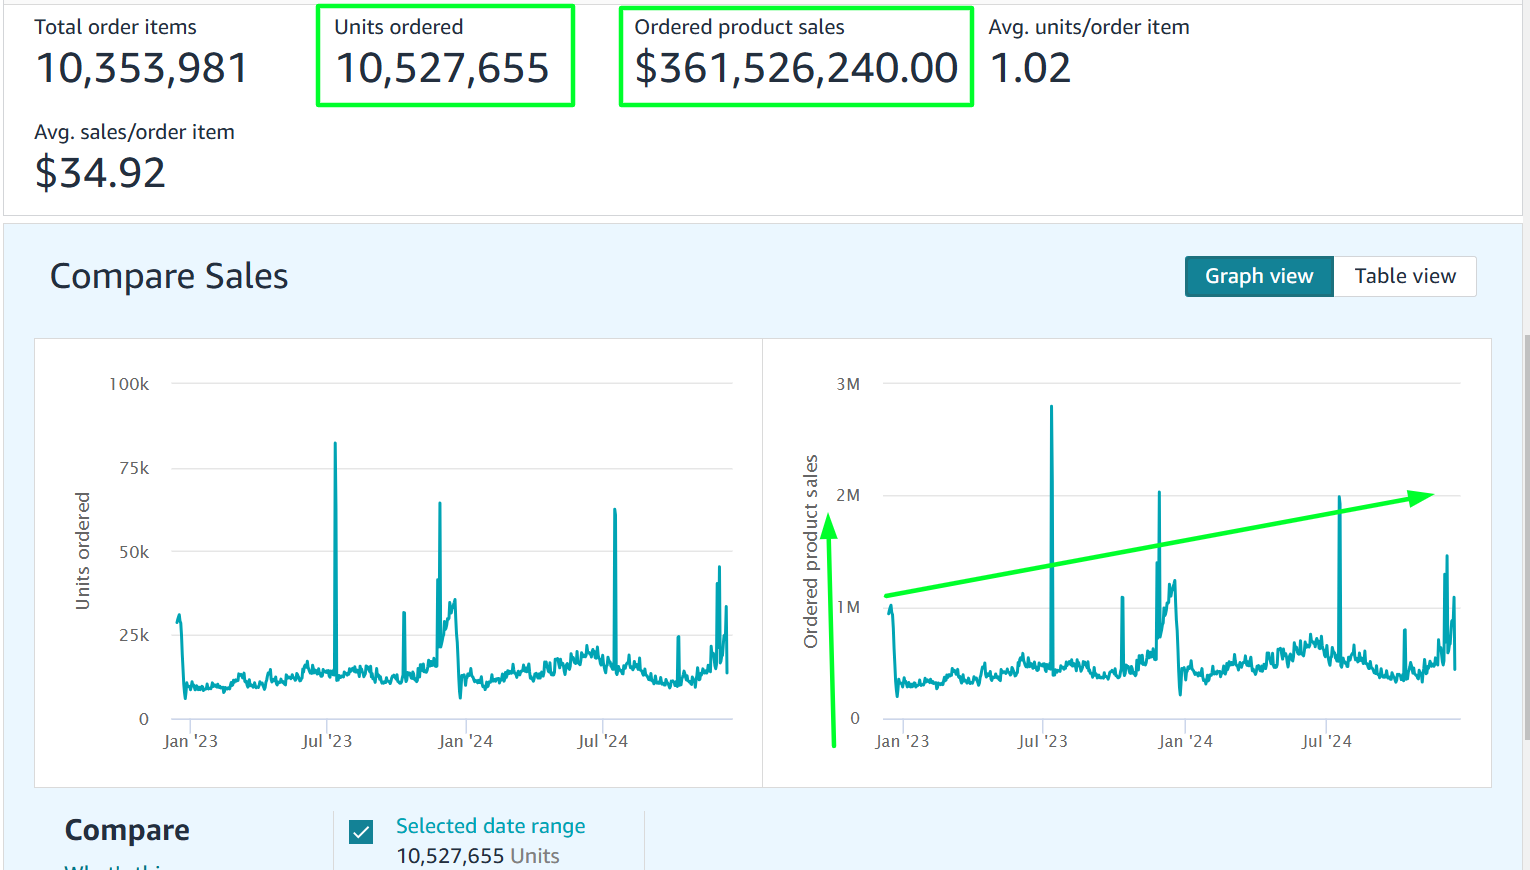 Total order items
10,353,981
Units ordered
10,527,655
Ordered product sales
$361,526,240.00
Avg. units/order item
1.02
Avg. sales/order item
$34.92
Compare Sales
Graph view
Table view
100k
75k
50k
25k
0
Units ordered
Jan '23
Jul '23
Jan '24
Jul '24
3M
2M
1M
0
Ordered product sales
Jan '23
Jul '23
Jan '24
Jul '24
Compare
Selected date range
10,527,655 Units